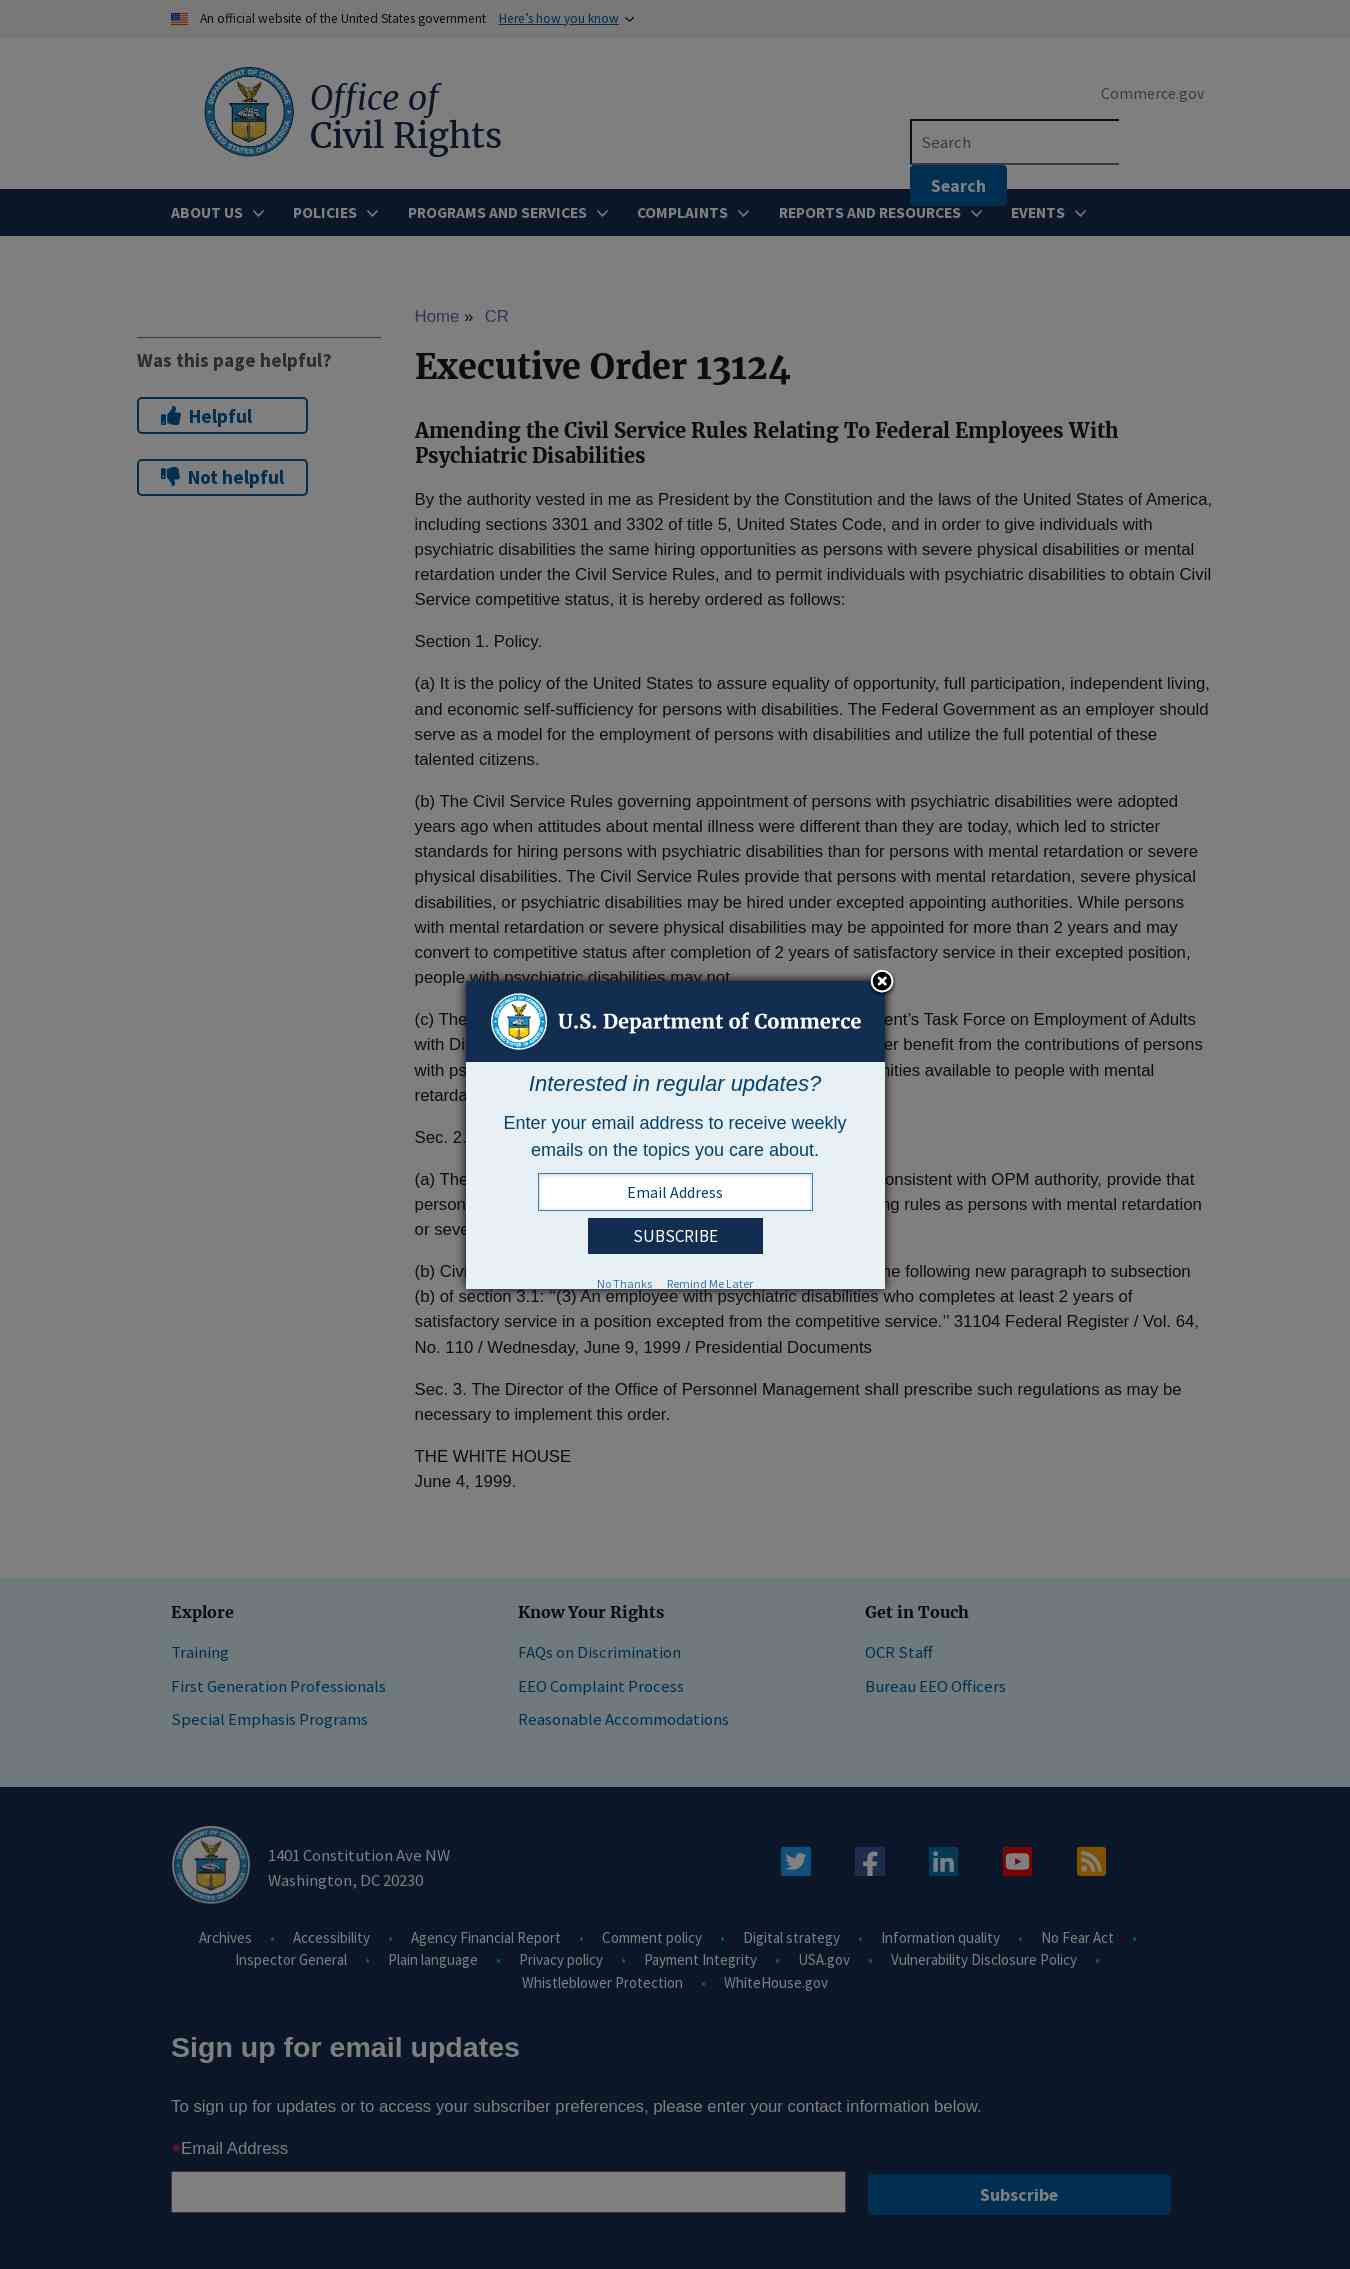 An official website of the United States government Here's how you know
Office of
Civil Rights
Commerce.gov
Search
Search
ABOUT US POLICIES PROGRAMS AND SERVICES COMPLAINTS REPORTS AND RESOURCES EVENTS
Home » CR
Was this page helpful?
Helpful
Not helpful
Executive Order 13124
Amending the Civil Service Rules Relating To Federal Employees With
Psychiatric Disabilities
By the authority vested in me as President by the Constitution and the laws of the United States of America,
including sections 3301 and 3302 of title 5, United States Code, and in order to give individuals with
psychiatric disabilities the same hiring opportunities as persons with severe physical disabilities or mental
retardation under the Civil Service Rules, and to permit individuals with psychiatric disabilities to obtain Civil
Service competitive status, it is hereby ordered as follows:
Section 1. Policy.
(a) It is the policy of the United States to assure equality of opportunity, full participation, independent living,
and economic self-sufficiency for persons with disabilities. The Federal Government as an employer should
serve as a model for the employment of persons with disabilities and utilize the full potential of these
talented citizens.
(b) The Civil Service Rules governing appointment of persons with psychiatric disabilities were adopted
years ago when attitudes about mental illness were different than they are today, which led to stricter
standards for hiring persons with psychiatric disabilities than for persons with mental retardation or severe
physical disabilities. The Civil Service Rules provide that persons with mental retardation, severe physical
disabilities, or psychiatric disabilities may be hired under excepted appointing authorities. While persons
with mental retardation or severe physical disabilities may be appointed for more than 2 years and may
convert to competitive status after completion of 2 years of satisfactory service in their excepted position,
people with psychiatric disabilities may not.
(c) The ent's Task Force on Employment of Adults
with Di er benefit from the contributions of persons
with ps nities available to people with mental
retarda
Sec. 2.
(a) The onsistent with OPM authority, provide that
person ng rules as persons with mental retardation
or seve
(b) Civi he following new paragraph to subsection
(b) of section 3.1: "(3) An employee with psychiatric disabilities who completes at least 2 years of
satisfactory service in a position excepted from the competitive service.'' 31104 Federal Register / Vol. 64,
No. 110 / Wednesday, June 9, 1999 / Presidential Documents
Sec. 3. The Director of the Office of Personnel Management shall prescribe such regulations as may be
necessary to implement this order.
THE WHITE HOUSE
June 4, 1999.
U.S. Department of Commerce
Interested in regular updates?
Enter your email address to receive weekly
emails on the topics you care about.
Email Address
SUBSCRIBE
No Thanks Remind Me Later
Explore
Training
First Generation Professionals
Special Emphasis Programs
Know Your Rights
FAQs on Discrimination
EEO Complaint Process
Reasonable Accommodations
Get in Touch
OCR Staff
Bureau EEO Officers
1401 Constitution Ave NW
Washington, DC 20230
Archives • Accessibility • Agency Financial Report • Comment policy • Digital strategy • Information quality • No Fear Act •
Inspector General • Plain language • Privacy policy • Payment Integrity • USA.gov • Vulnerability Disclosure Policy •
Whistleblower Protection • WhiteHouse.gov
Sign up for email updates
To sign up for updates or to access your subscriber preferences, please enter your contact information below.
*Email Address
Subscribe